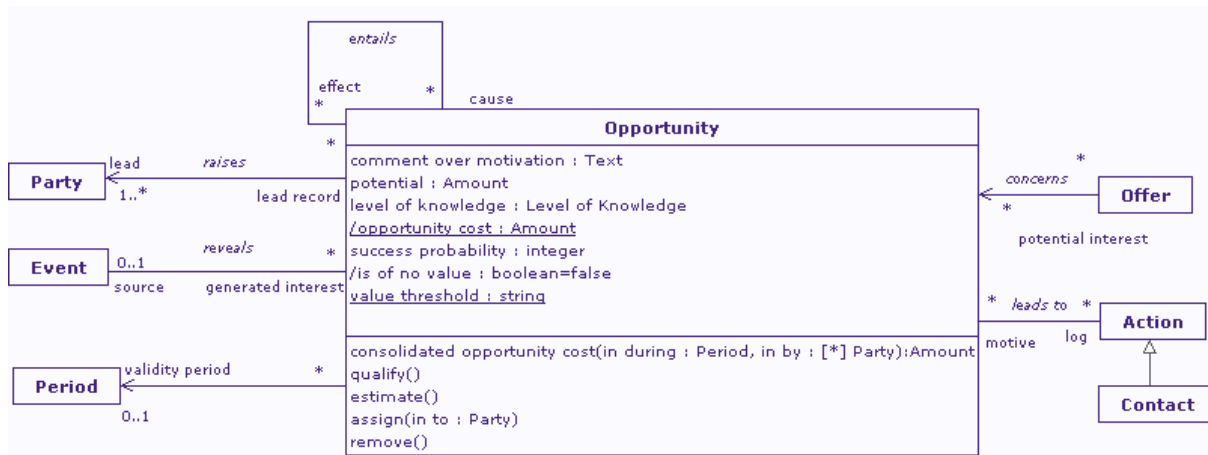 entails
effect
*
*
cause
Opportunity
*
lead
raises
1..*
lead record
Party
comment over motivation : Text
potential : Amount
level of knowledge : Level of Knowledge
/opportunity cost : Amount
success probability : integer
/is of no value : boolean=false
value threshold : string
*
concerns
*
Offer
potential interest
reveals
*
0..1
Event
source
generated interest
*
leads to
*
Action
motive
log
consolidated opportunity cost(in during : Period, in by : [*] Party):Amount
qualify()
estimate()
assign(in to : Party)
remove()
validity period
*
Period
0..1
Contact